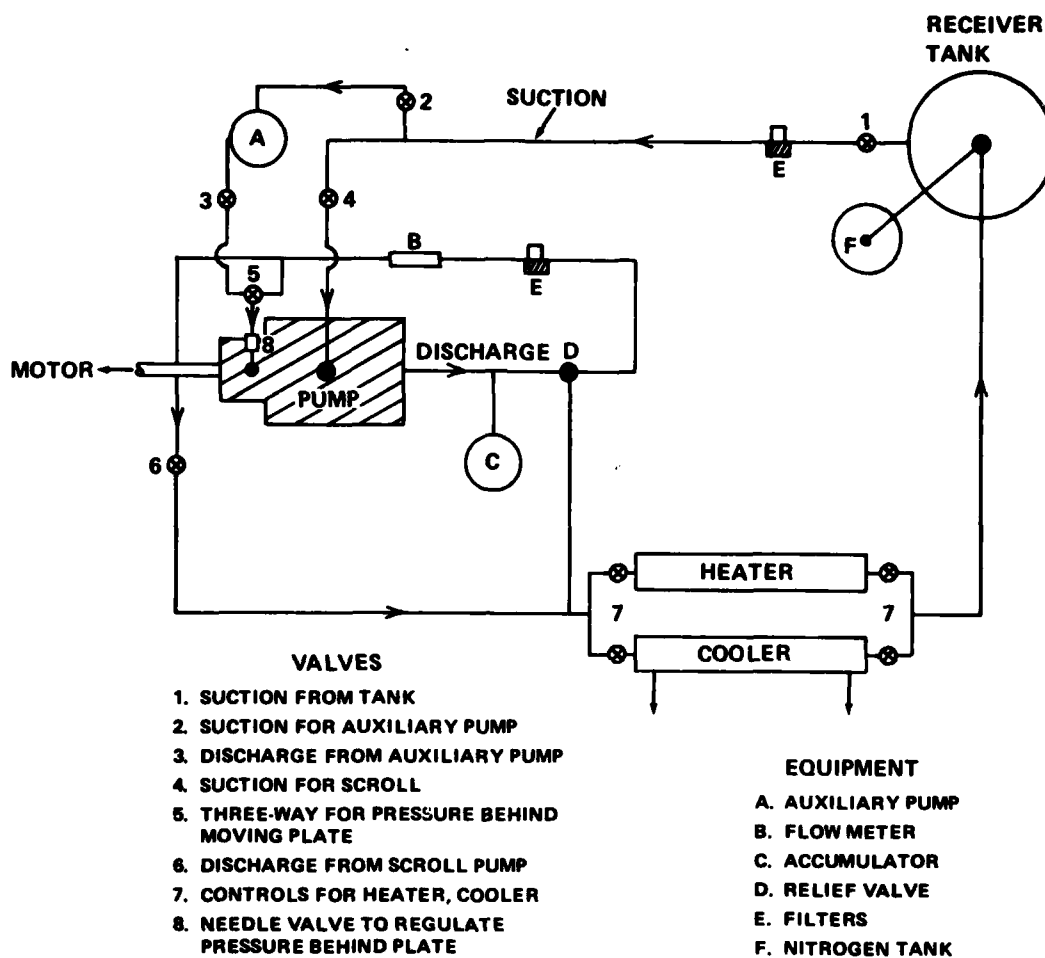 RECEIVER
TANK
2
SUCTION
1
A
E
3
4
F
B
5
E
8
DISCHARGE D
MOTOR
PUMP
6
C
HEATER
7
7
COOLER
VALVES
1. SUCTION FROM TANK
2. SUCTION FOR AUXILIARY PUMP
3. DISCHARGE FROM AUXILIARY PUMP
4. SUCTION FOR SCROLL
5. THREE-WAY FOR PRESSURE BEHIND
MOVING PLATE
6. DISCHARGE FROM SCROLL PUMP
7. CONTROLS FOR HEATER, COOLER
8. NEEDLE VALVE TO REGULATE
PRESSURE BEHIND PLATE
EQUIPMENT
A. AUXILIARY PUMP
B. FLOW METER
C. ACCUMULATOR
D. RELIEF VALVE
E. FILTERS
F. NITROGEN TANK